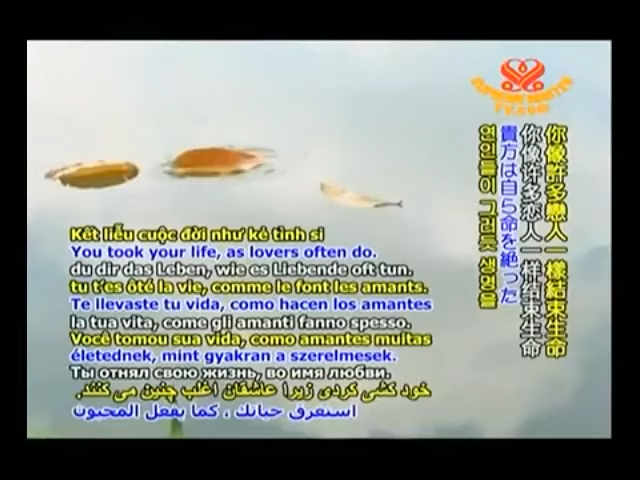 SUPREME MASTER
TV.COM
你像許多戀人一樣結束生命
你像许多恋人一样结束生命
貴方は自ら命を絶った
연인들이 그러듯 생명을
Kết liễu cuộc đời như kẻ tình si
You took your life, as lovers often do.
du dir das Leben, wie es Liebende oft tun.
tu t'es ôté la vie, comme le font les amants.
Te llevaste tu vida, como hacen los amantes
la tua vita, come gli amanti fanno spesso.
Você tomou sua vida, como amantes muitas
életednek, mint gyakran a szerelmesek.
Ты отнял свою жизнь, во имя любви.
خود کشی کردی زیرا عاشقان اغلب چنین می کنند.
استغرق حياتك ، كما يفعل المحبون